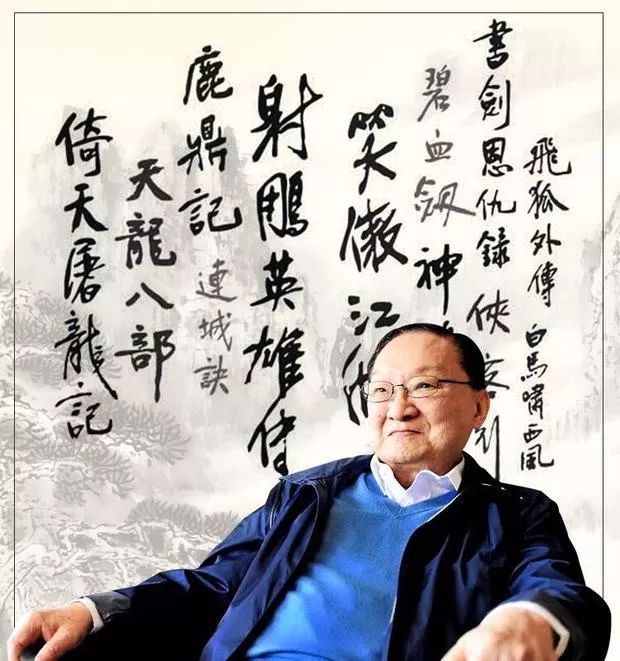 飛狐外傳
白馬嘯西風
書劍恩仇錄
俠客行
碧血劍
神
笑傲江湖
射鵰英雄傳
鹿鼎記
連城訣
天龍八部
倚天屠龍記